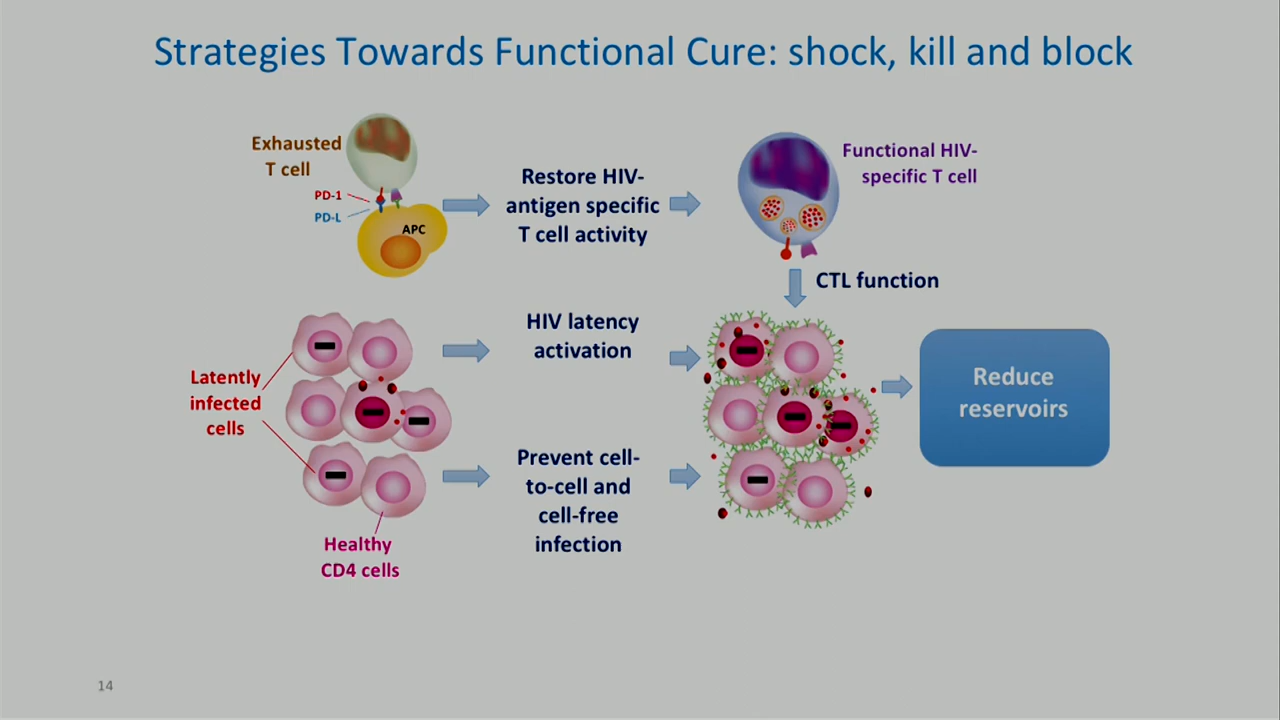 Strategies Towards Functional Cure: shock, kill and block
Exhausted
T cell
PD-1
PD-L
APC
Restore HIV-
antigen specific
T cell activity
Functional HIV-
specific T cell
CTL function
Latently
infected
cells
HIV latency
activation
Prevent cell-
to-cell and
cell-free
infection
Healthy
CD4 cells
Reduce
reservoirs
14